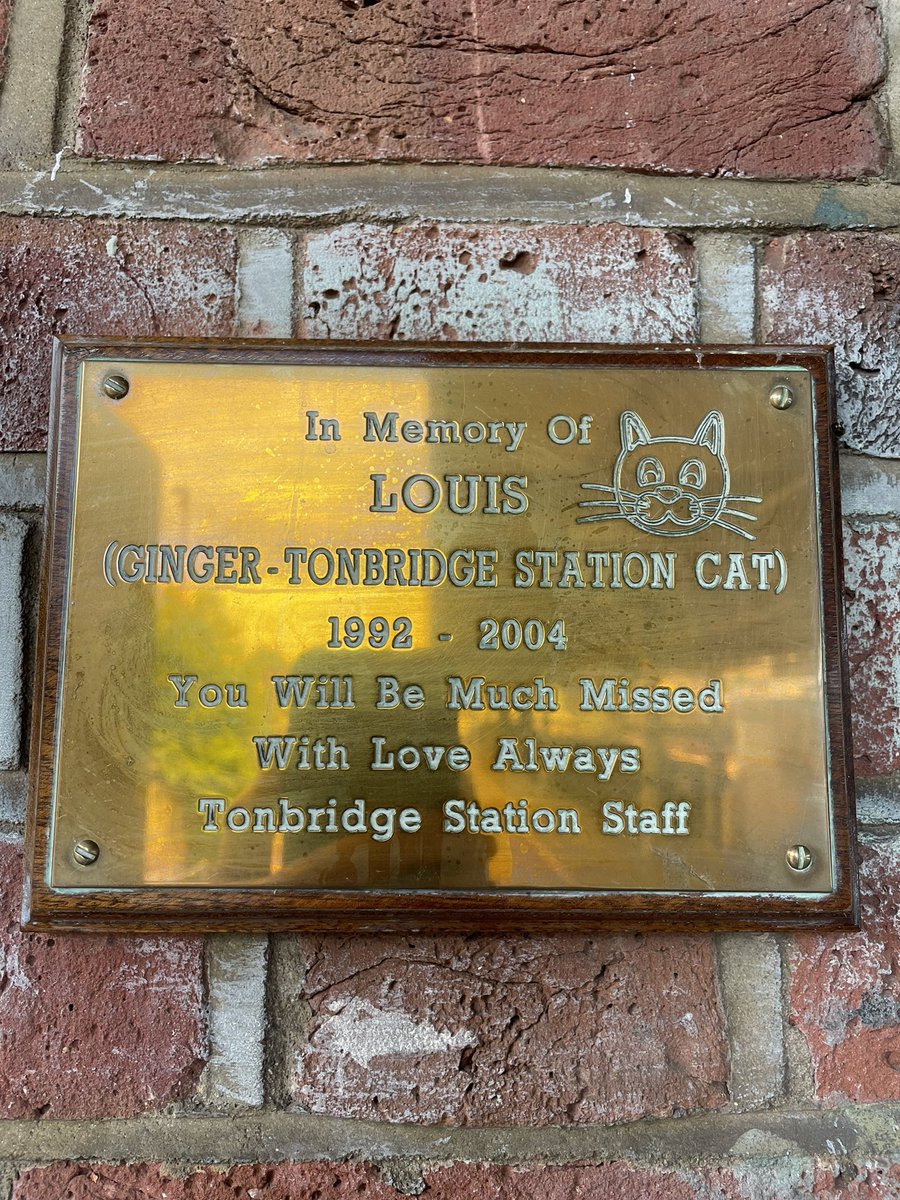 In Memory Of
LOUIS
(GINGER-TONBRIDGE STATION CAT)
1992 - 2004
You Will Be Much Missed
With Love Always
Tonbridge Station Staff